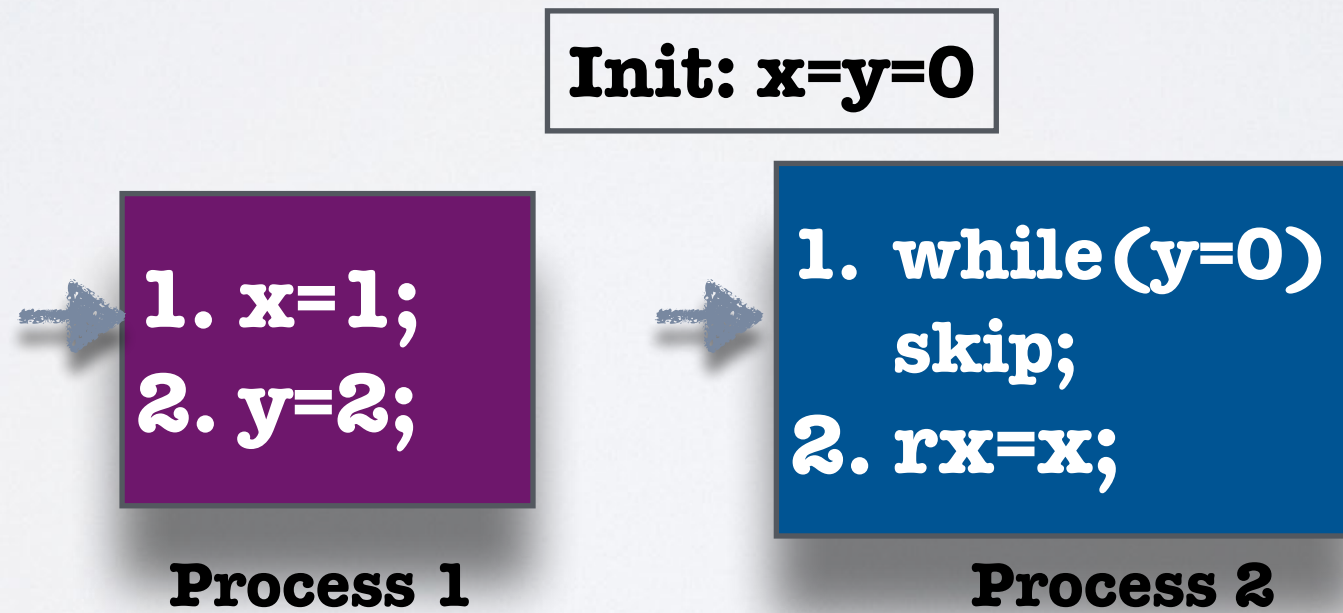 Init: x=y=0
1. x=1;
2. y=2;
Process 1
1. while(y=0)
skip;
2. rx=x;
Process 2